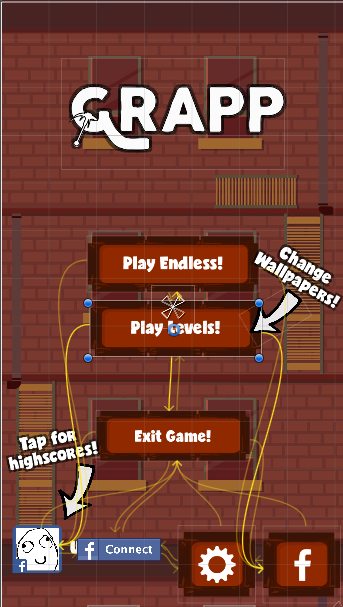 GRAPP
Play Endless!
Change
Wallpapers!
Play Levels!
Exit Game!
Tap for
highscores!
f
f Connect
f